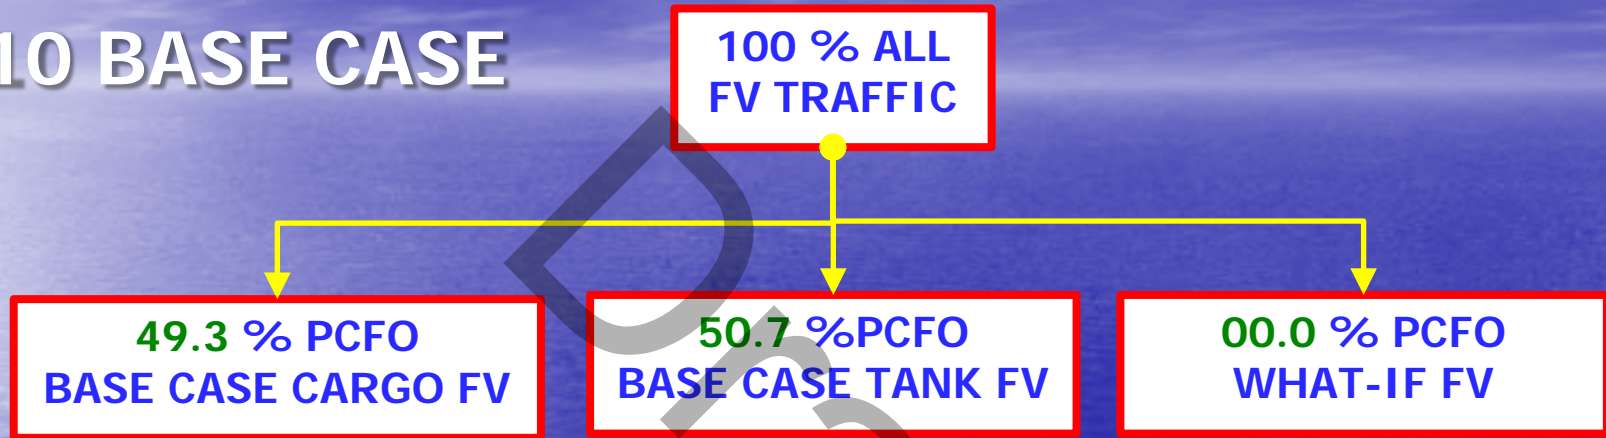 10 BASE CASE
100 % ALL
FV TRAFFIC
49.3 % PCFO
BASE CASE CARGO FV
50.7 %PCFO
BASE CASE TANK FV
00.0 % PCFO
WHAT-IF FV